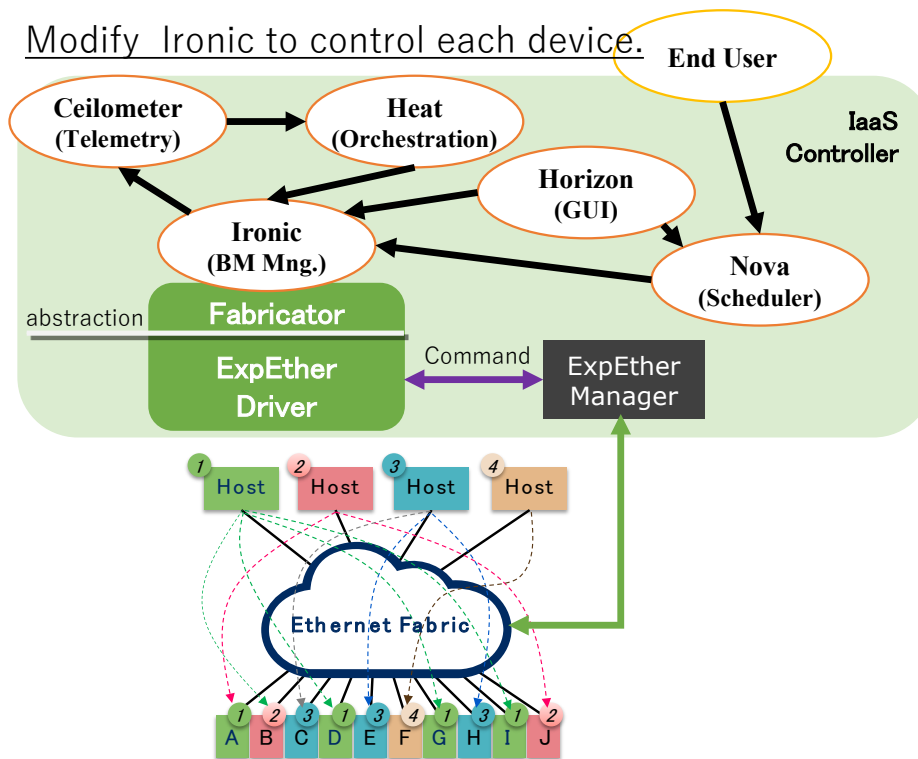 Modify Ironic to control each device.
End User
Ceilometer
(Telemetry)
Heat
(Orchestration)
IaaS
Controller
Horizon
(GUI)
Ironic
(BM Mng.)
Nova
(Scheduler)
abstraction
Fabricator
ExpEther
Driver
Command
ExpEther
Manager
1 2 3 4
Host Host Host Host
Ethernet Fabric
1 2 3 1 3 4 1 3 1 2
A B C D E F G H I J